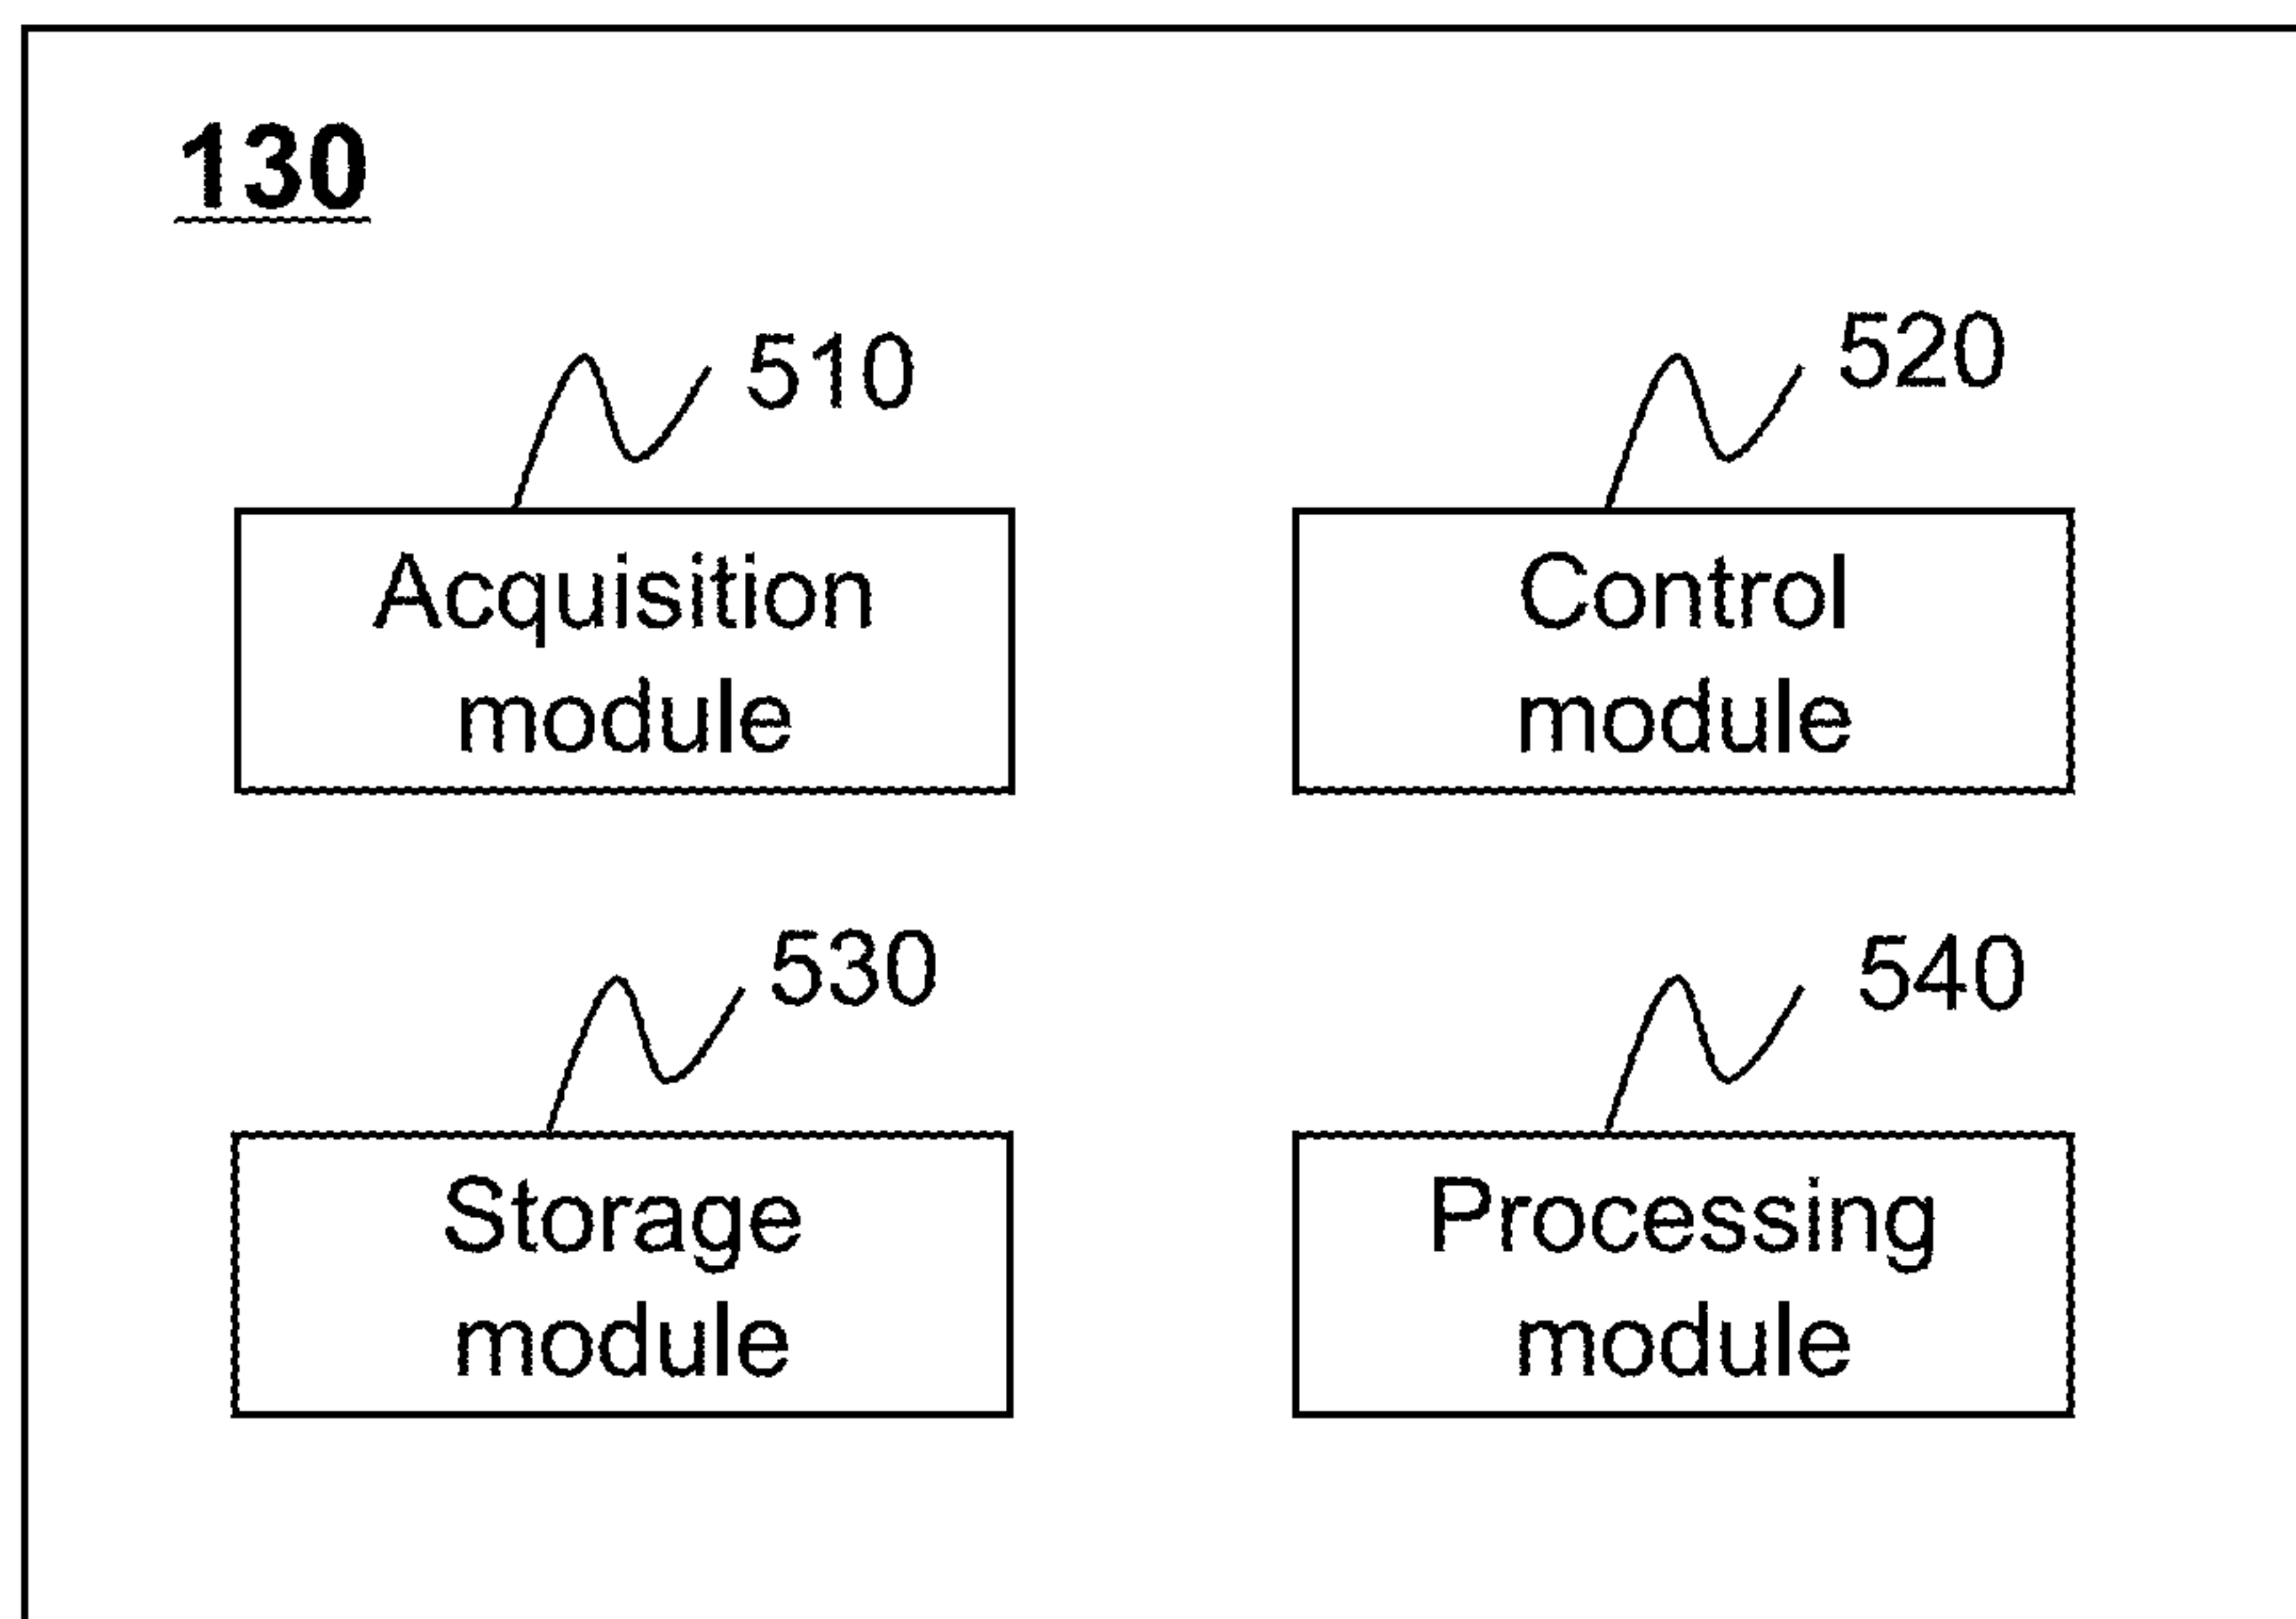 130
510
520
Acquisition
module
Control
module
530
540
Storage
module
Processing
module